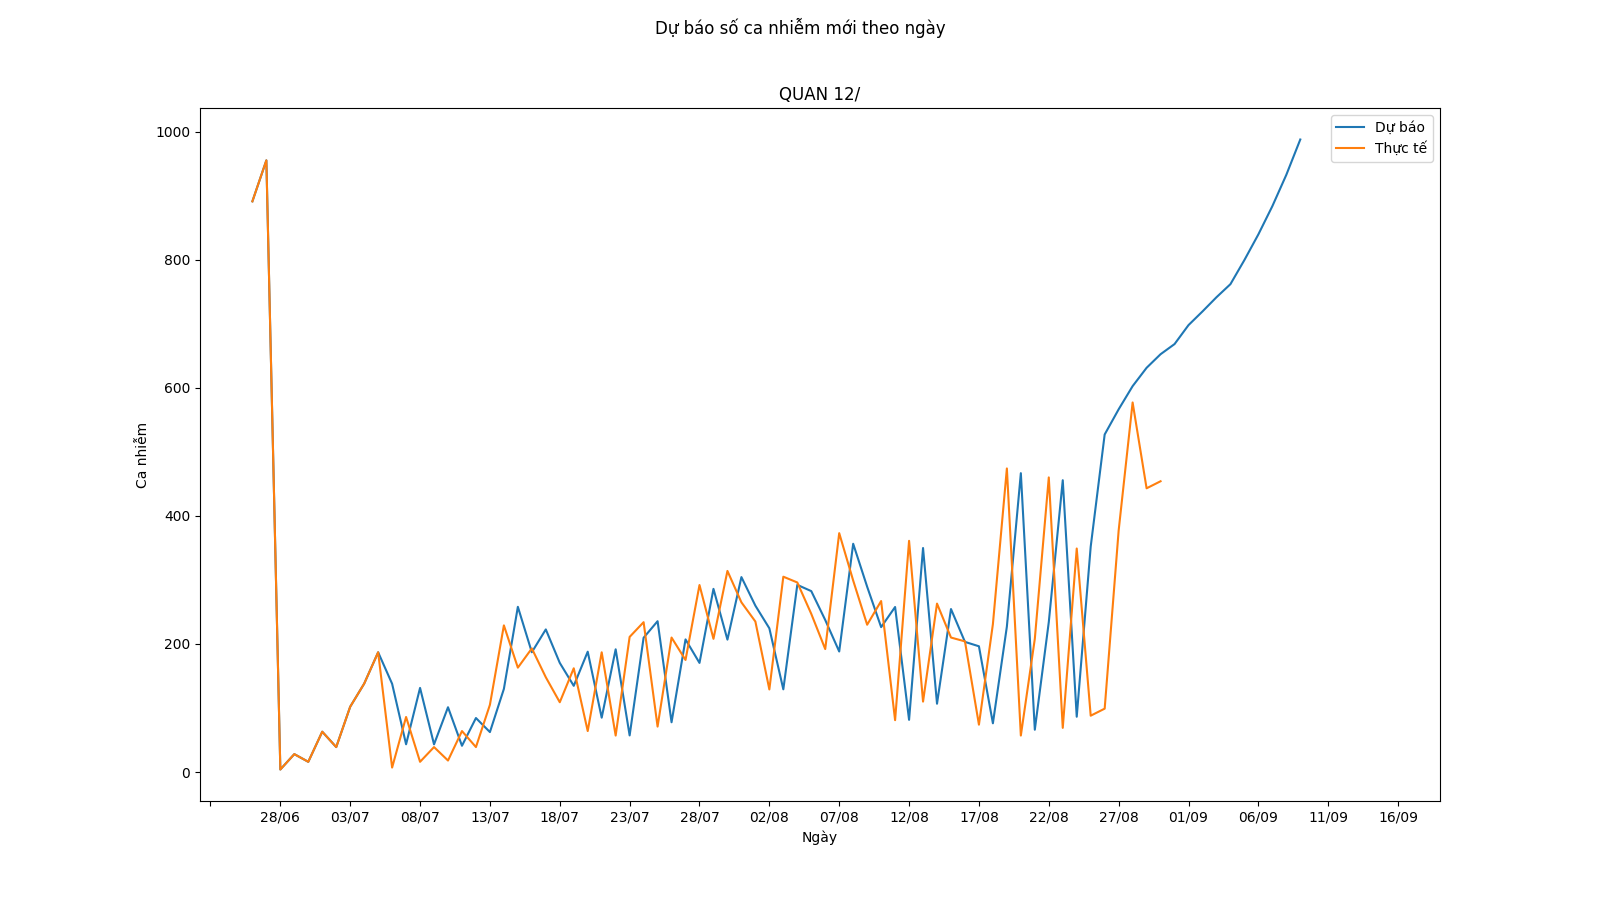 Dự báo số ca nhiễm mới theo ngày
QUAN 12/
Dự báo
Thực tế
1000
800
600
400
200
0
Ca nhiễm
28/06 03/07 08/07 13/07 18/07 23/07 28/07 02/08 07/08 12/08 17/08 22/08 27/08 01/09 06/09 11/09 16/09
Ngày